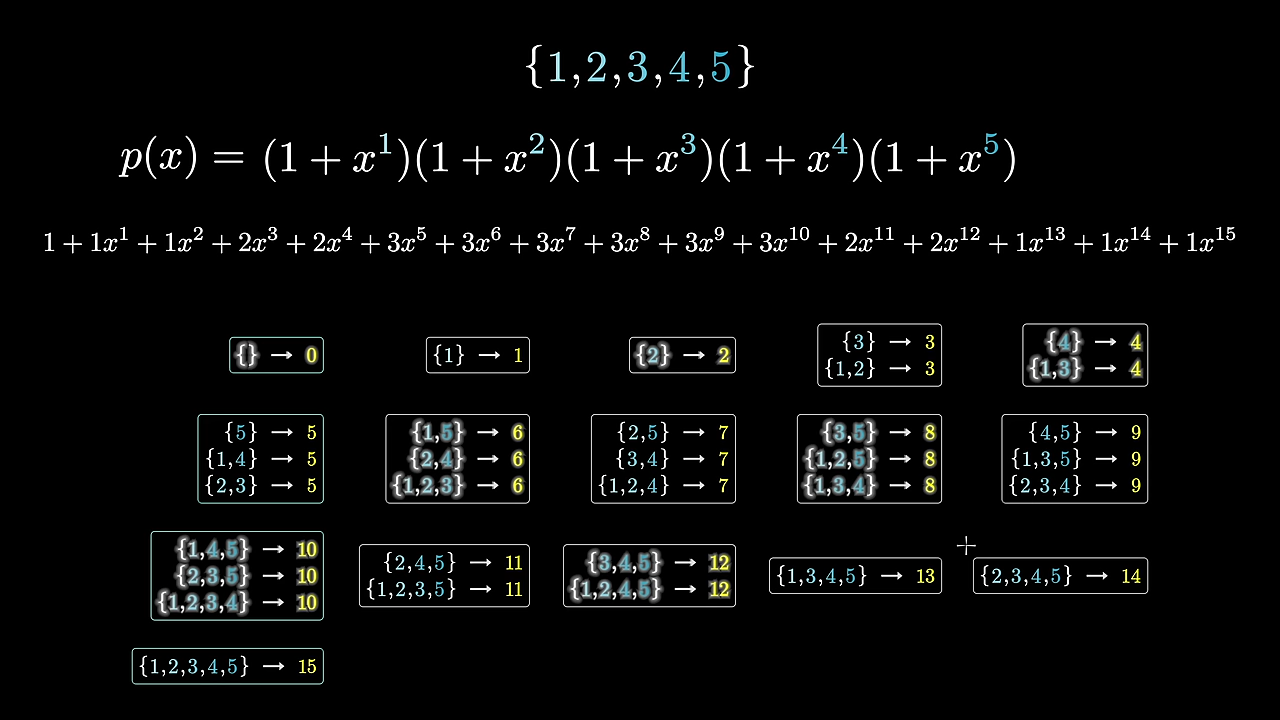 {1,2,3,4,5}
p(x) = (1 + x^1)(1 + x^2)(1 + x^3)(1 + x^4)(1 + x^5)
1 + 1x^1 + 1x^2 + 2x^3 + 2x^4 + 3x^5 + 3x^6 + 3x^7 + 3x^8 + 3x^9 + 3x^10 + 2x^11 + 2x^12 + 1x^13 + 1x^14 + 1x^15
{} → 0
{1} → 1
{2} → 2
{3} → 3
{1,2} → 3
{4} → 4
{1,3} → 4
{5} → 5
{1,4} → 5
{2,3} → 5
{1,5} → 6
{2,4} → 6
{1,2,3} → 6
{2,5} → 7
{3,4} → 7
{1,2,4} → 7
{3,5} → 8
{1,2,5} → 8
{1,3,4} → 8
{4,5} → 9
{1,3,5} → 9
{2,3,4} → 9
{1,4,5} → 10
{2,3,5} → 10
{1,2,3,4} → 10
{2,4,5} → 11
{1,2,3,5} → 11
{3,4,5} → 12
{1,2,4,5} → 12
{1,3,4,5} → 13
{2,3,4,5} → 14
{1,2,3,4,5} → 15